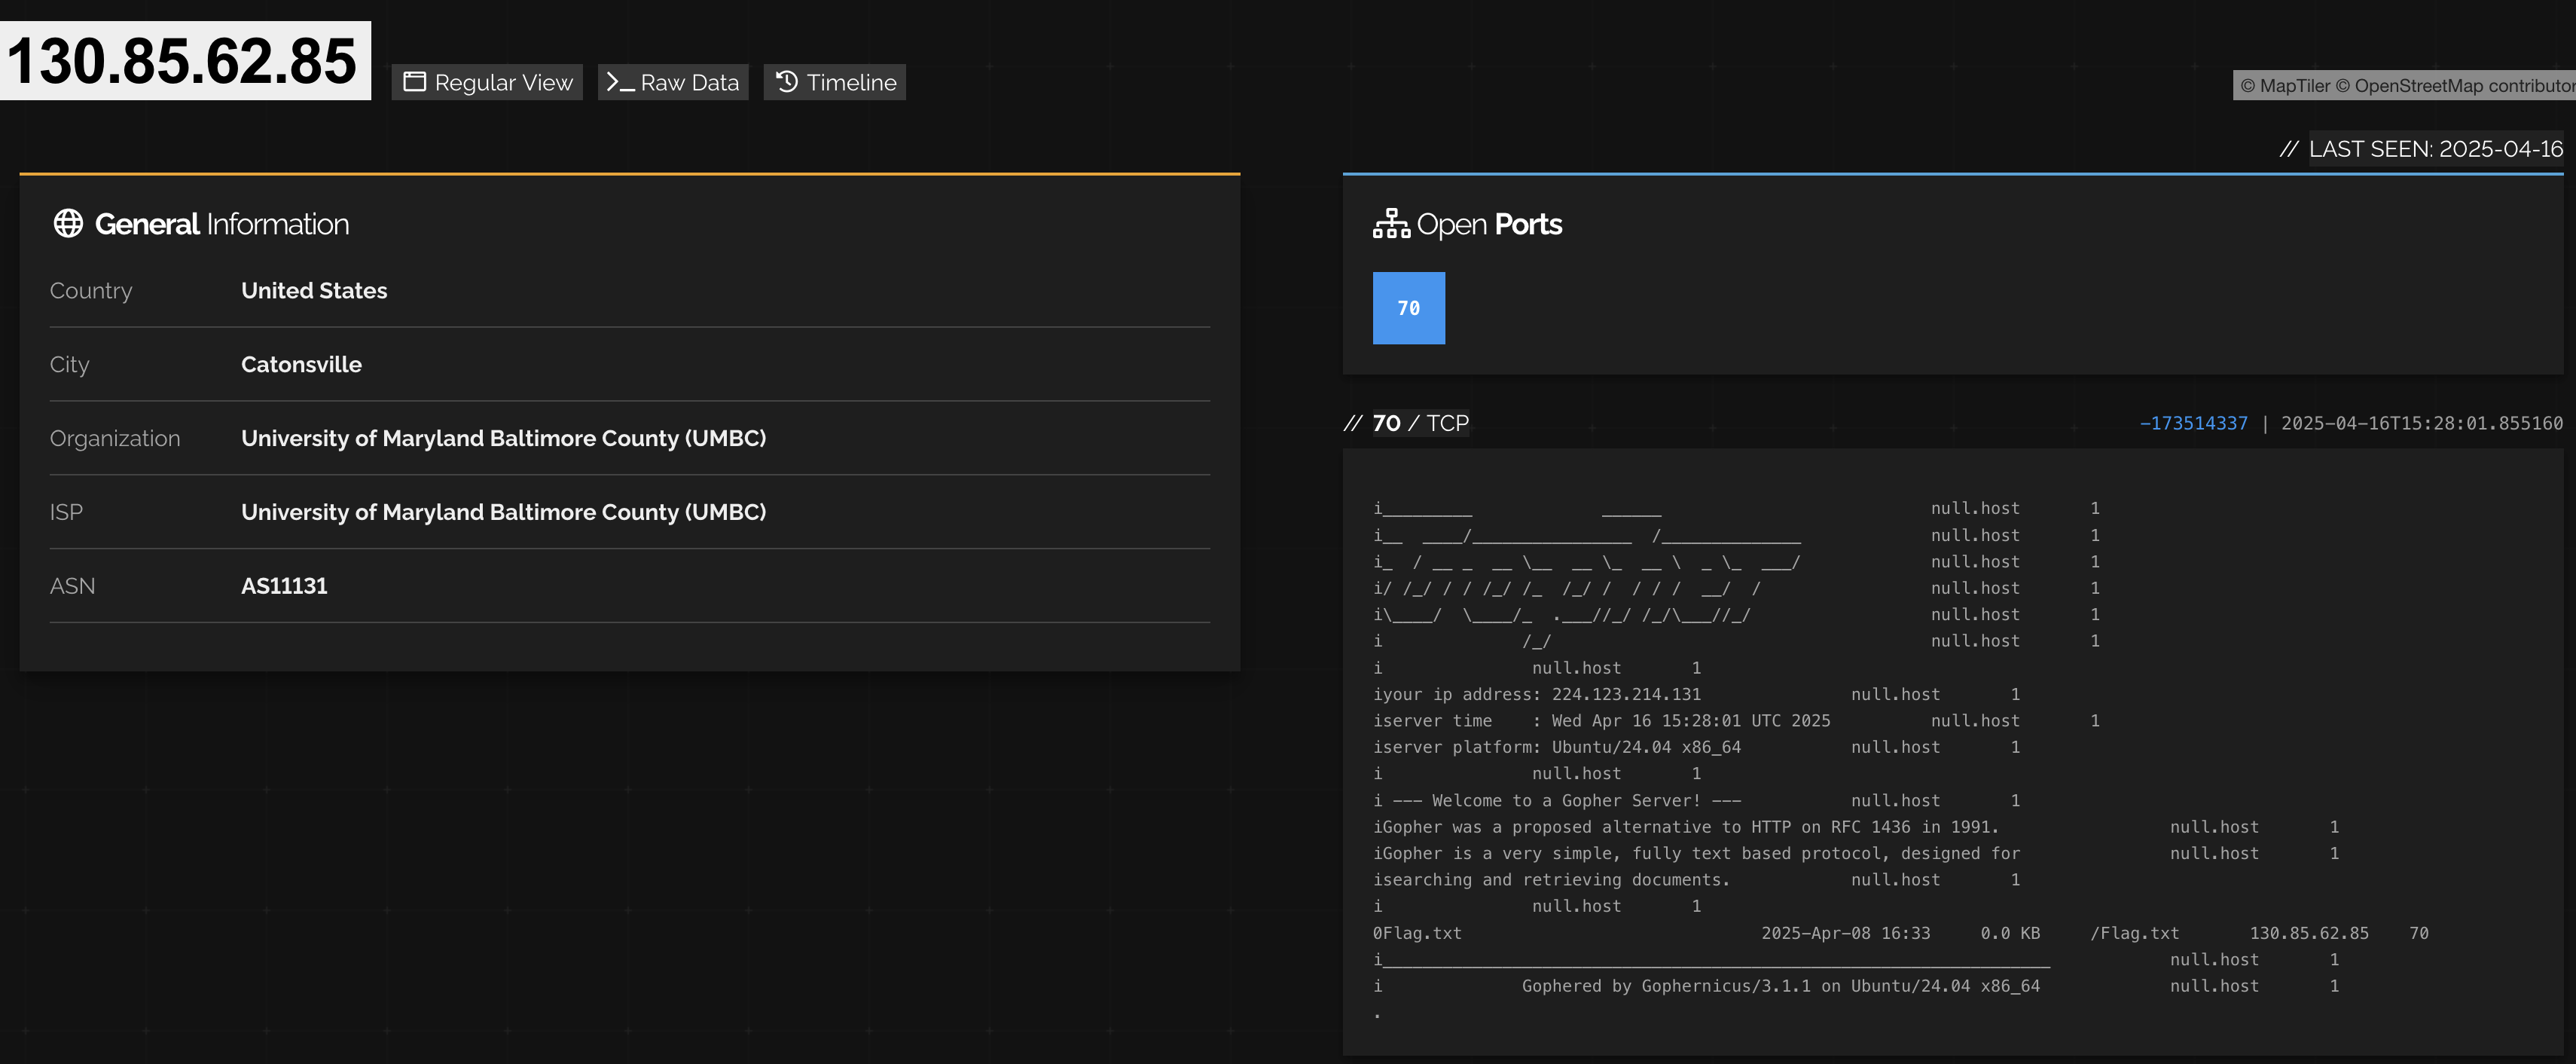 130.85.62.85
Regular View
Raw Data
Timeline
© MapTiler © OpenStreetMap contributor
// LAST SEEN: 2025-04-16
General Information
Country United States
City Catonsville
Organization University of Maryland Baltimore County (UMBC)
ISP University of Maryland Baltimore County (UMBC)
ASN AS11131
Open Ports
70
// 70 / TCP
-173514337 | 2025-04-16T15:28:01.855160
i_________             ______                           null.host       1
i__  ____/________________  /______________             null.host       1
i_  / __ _  __ \__  __ \_  __ \  _ \_  ___/             null.host       1
i/ /_/ / / /_/ /_  /_/ /  / / /  __/  /                 null.host       1
i\____/  \____/_  .___//_/ /_/\___//_/                  null.host       1
i              /_/                                      null.host       1
i               null.host       1
iyour ip address: 224.123.214.131               null.host       1
iserver time    : Wed Apr 16 15:28:01 UTC 2025          null.host       1
iserver platform: Ubuntu/24.04 x86_64           null.host       1
i               null.host       1
i --- Welcome to a Gopher Server! ---           null.host       1
iGopher was a proposed alternative to HTTP on RFC 1436 in 1991.                 null.host       1
iGopher is a very simple, fully text based protocol, designed for               null.host       1
isearching and retrieving documents.            null.host       1
i               null.host       1
0Flag.txt                              2025-Apr-08 16:33     0.0 KB     /Flag.txt       130.85.62.85    70
i___________________________________________________________________            null.host       1
i              Gophered by Gophernicus/3.1.1 on Ubuntu/24.04 x86_64             null.host       1
.